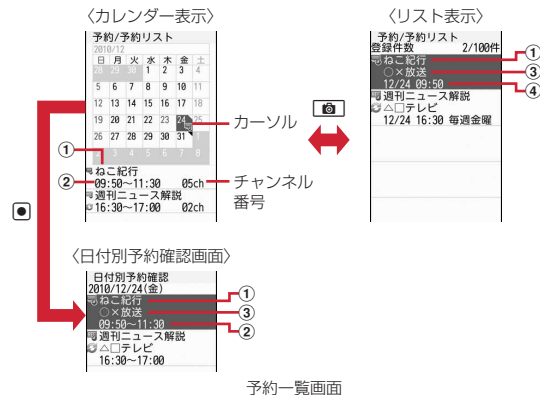 〈カレンダー表示〉
予約/予約リスト
2010/12
日 月 火 水 木 金 土
28 29 30 1 2 3 4
5 6 7 8 9 10 11
12 13 14 15 16 17 18
19 20 21 22 23 24 25
26 27 28 29 30 31 1
2 3 4 5 6 7 8
カーソル
①
ねこ紀行
②
09:50～11:30 05ch
チャンネル
番号
週刊ニュース解説
16:30～17:00 02ch
〈リスト表示〉
予約/予約リスト
登録件数 2/100件
ねこ紀行
①
○×放送
③
12/24 09:50
④
週刊ニュース解説
△□テレビ
12/24 16:30 毎週金曜
〈日付別予約確認画面〉
日付別予約確認
2010/12/24(金)
ねこ紀行
①
○×放送
③
09:50～11:30
②
週刊ニュース解説
△□テレビ
16:30～17:00
予約一覧画面